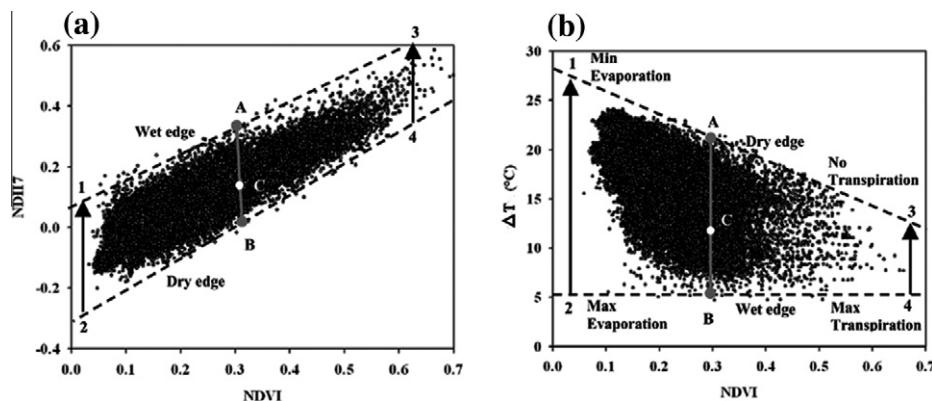 (a)
0.6
0.4
0.2
0.0
-0.2
-0.4
NDII7
0.0 0.1 0.2 0.3 0.4 0.5 0.6 0.7
NDVI
3
A
Wet edge
4
1
C
B
Dry edge
2
(b)
30
25
20
15
10
5
0
Δ T (°C)
0.0 0.1 0.2 0.3 0.4 0.5 0.6 0.7
NDVI
1 Min
Evaporation
A
Dry edge
No
Transpiration
3
C
2 Max
Evaporation
B Wet edge
Max
Transpiration
4